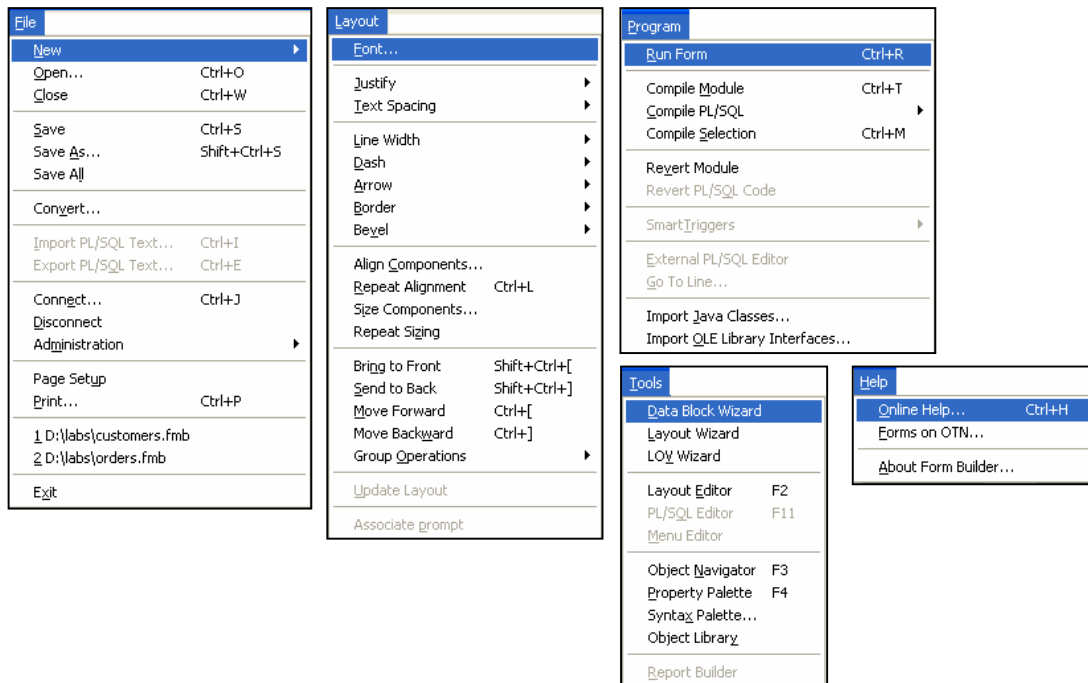 File
New
Open... Ctrl+O
Close Ctrl+W
Save Ctrl+S
Save As... Shift+Ctrl+S
Save All
Convert...
Import PL/SQL Text... Ctrl+I
Export PL/SQL Text... Ctrl+E
Connect... Ctrl+J
Disconnect
Administration
Page Setup
Print... Ctrl+P
1 D:\labs\customers.fmb
2 D:\labs\orders.fmb
Exit
Layout
Font...
Justify
Text Spacing
Line Width
Dash
Arrow
Border
Bevel
Align Components...
Repeat Alignment Ctrl+L
Size Components...
Repeat Sizing
Bring to Front Shift+Ctrl+[
Send to Back Shift+Ctrl+]
Move Forward Ctrl+[
Move Backward Ctrl+]
Group Operations
Update Layout
Associate prompt
Program
Run Form Ctrl+R
Compile Module Ctrl+T
Compile PL/SQL
Compile Selection Ctrl+M
Revert Module
Revert PL/SQL Code
SmartTriggers
External PL/SQL Editor
Go To Line...
Import Java Classes...
Import OLE Library Interfaces...
Tools
Data Block Wizard
Layout Wizard
LOV Wizard
Layout Editor F2
PL/SQL Editor F11
Menu Editor
Object Navigator F3
Property Palette F4
Syntax Palette...
Object Library
Report Builder
Help
Online Help... Ctrl+H
Forms on OTN...
About Form Builder...